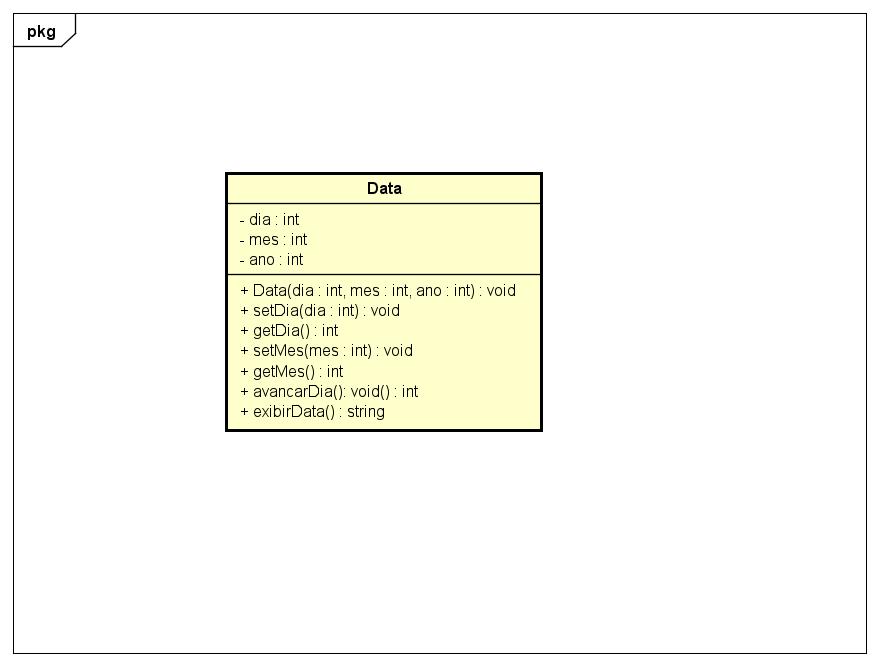 pkg
Data
- dia : int
- mes : int
- ano : int
+ Data(dia : int, mes : int, ano : int) : void
+ setDia(dia : int) : void
+ getDia() : int
+ setMes(mes : int) : void
+ getMes() : int
+ avancarDia(): void() : int
+ exibirData() : string